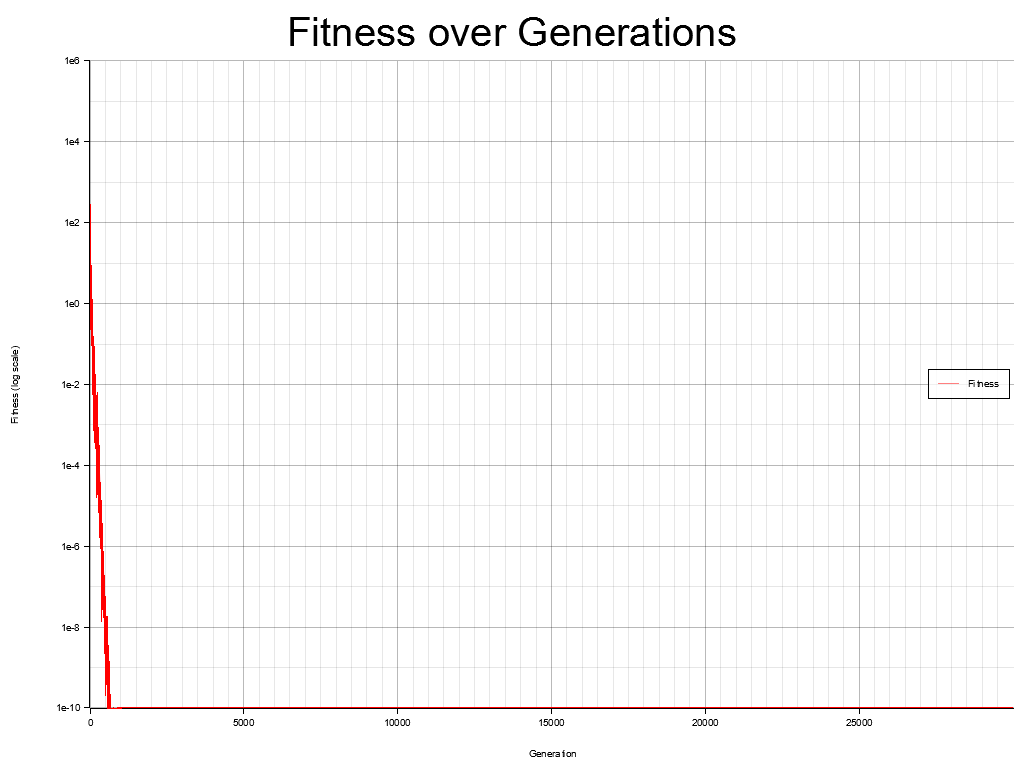 Fitness over Generations
1e6
1e4
1e2
1e0
1e-2
1e-4
1e-6
1e-8
1e-10
Fitness (log scale)
Fitness
0 5000 10000 15000 20000 25000
Generation